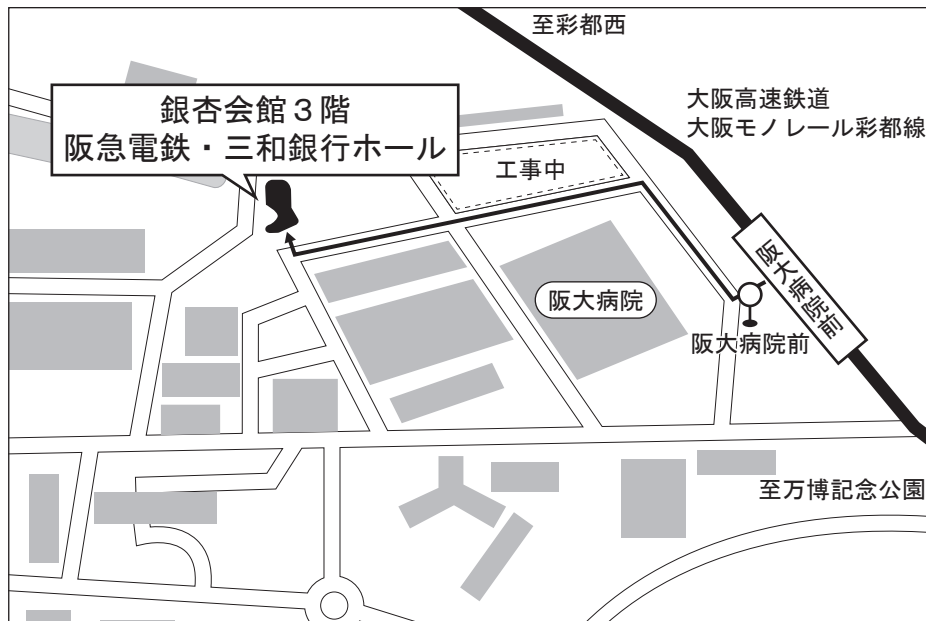 至彩都西
大阪高速鉄道
大阪モノレール彩都線
銀杏会館３階
阪急電鉄・三和銀行ホール
工事中
阪大病院
阪大病院前
阪大病院前
至万博記念公園